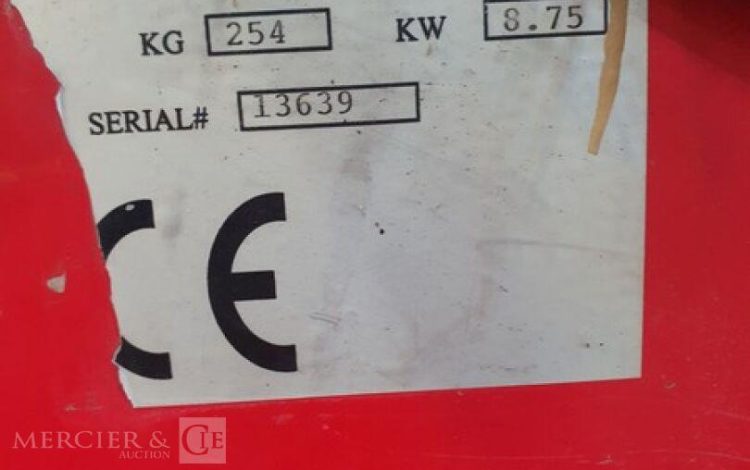 KG 254 KW 8.75
SERIAL# 13639
CE
MERCIER & CIE
AUCTION